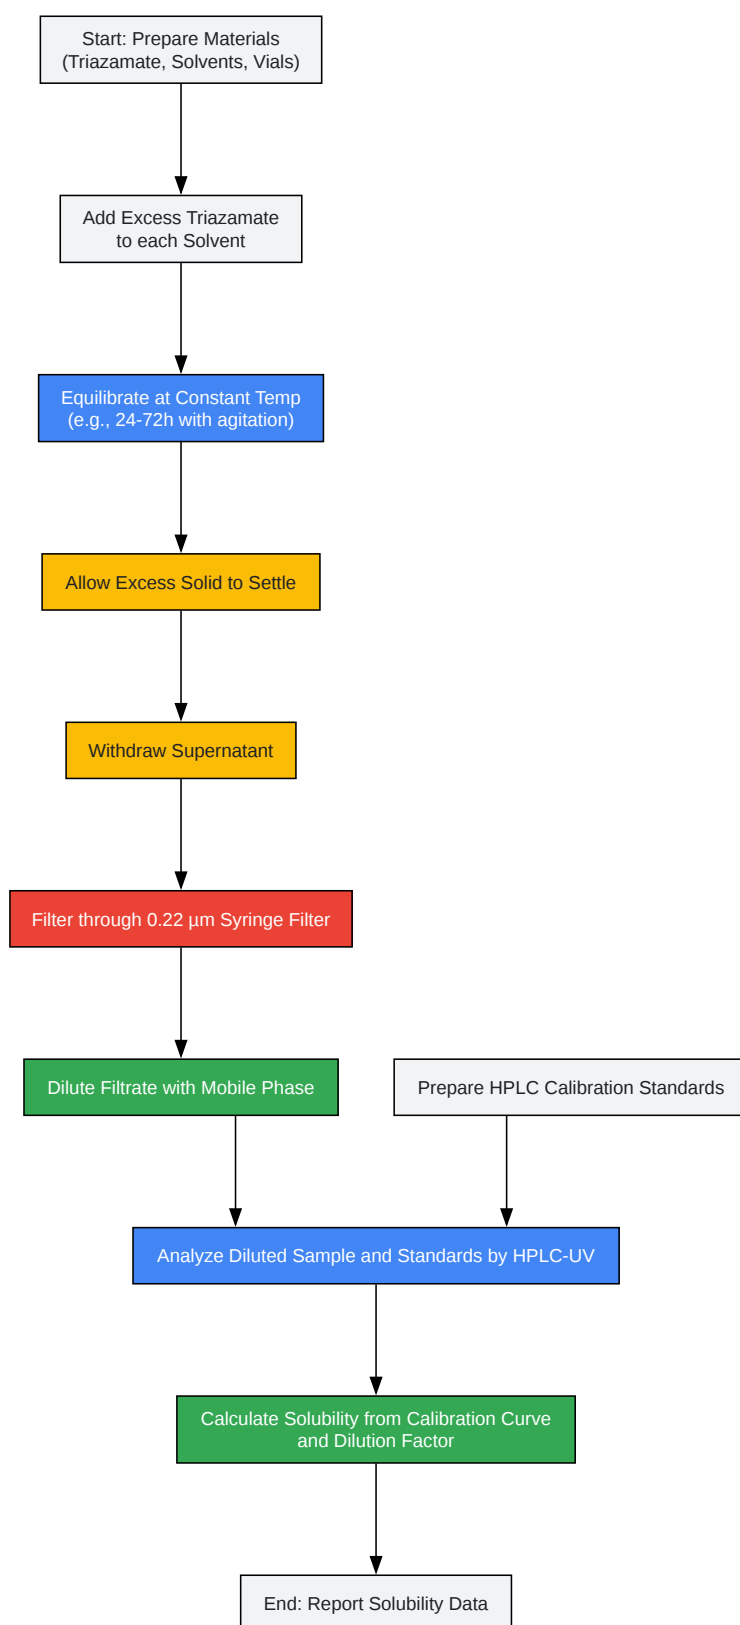 Start: Prepare Materials
(Triazamate, Solvents, Vials)
Add Excess Triazamate
to each Solvent
Equilibrate at Constant Temp
(e.g., 24-72h with agitation)
Allow Excess Solid to Settle
Withdraw Supernatant
Filter through 0.22 µm Syringe Filter
Dilute Filtrate with Mobile Phase
Prepare HPLC Calibration Standards
Analyze Diluted Sample and Standards by HPLC-UV
Calculate Solubility from Calibration Curve
and Dilution Factor
End: Report Solubility Data